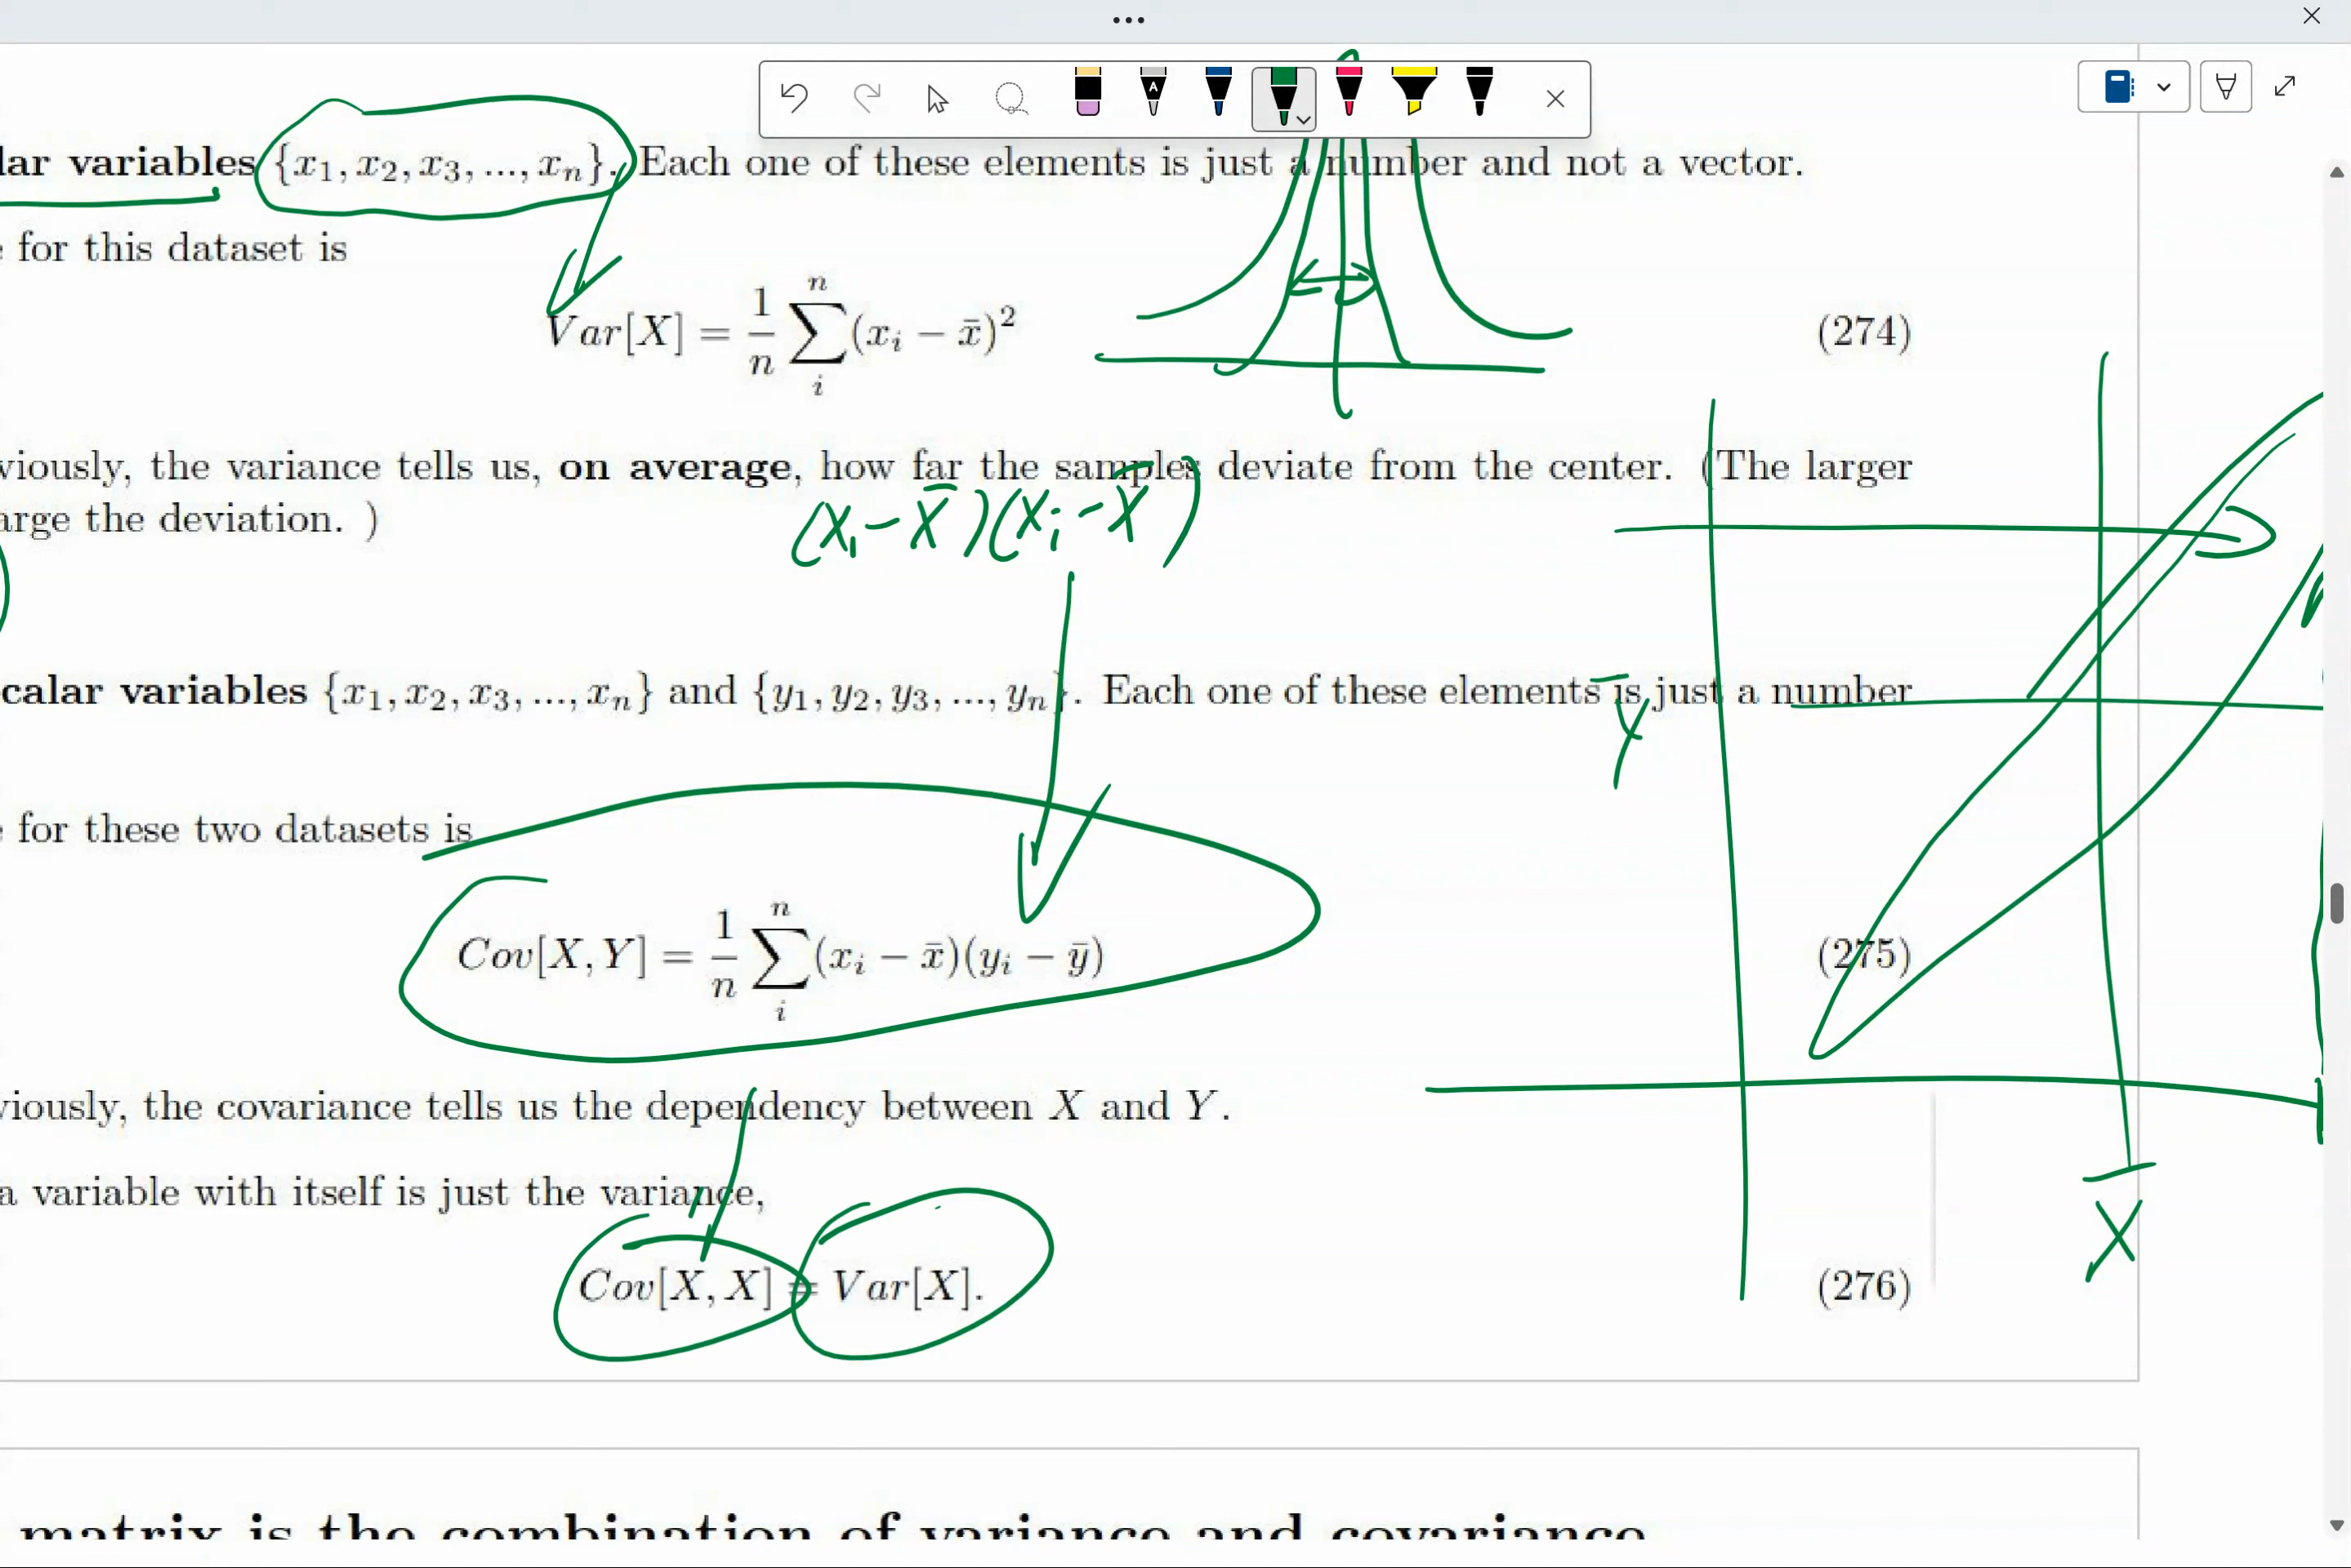 lar variables {x₁, x₂, x₃, ..., xₙ}. Each one of these elements is just a number and not a vector.
for this dataset is
Var[X] = 1/n ∑ᵢⁿ (xᵢ − x̄)² (274)
viously, the variance tells us, on average, how far the samples deviate from the center. (The larger
arge the deviation. )
(Xᵢ − X̄)(Xᵢ − X̄)
calar variables {x₁, x₂, x₃, ..., xₙ} and {y₁, y₂, y₃, ..., yₙ}. Each one of these elements is just a number
Ȳ
for these two datasets is
Cov[X, Y] = 1/n ∑ᵢⁿ (xᵢ − x̄)(yᵢ − ȳ) (275)
viously, the covariance tells us the dependency between X and Y.
a variable with itself is just the variance,
X̄
Cov[X, X] = Var[X]. (276)
matrix is the combination of variance and covariance